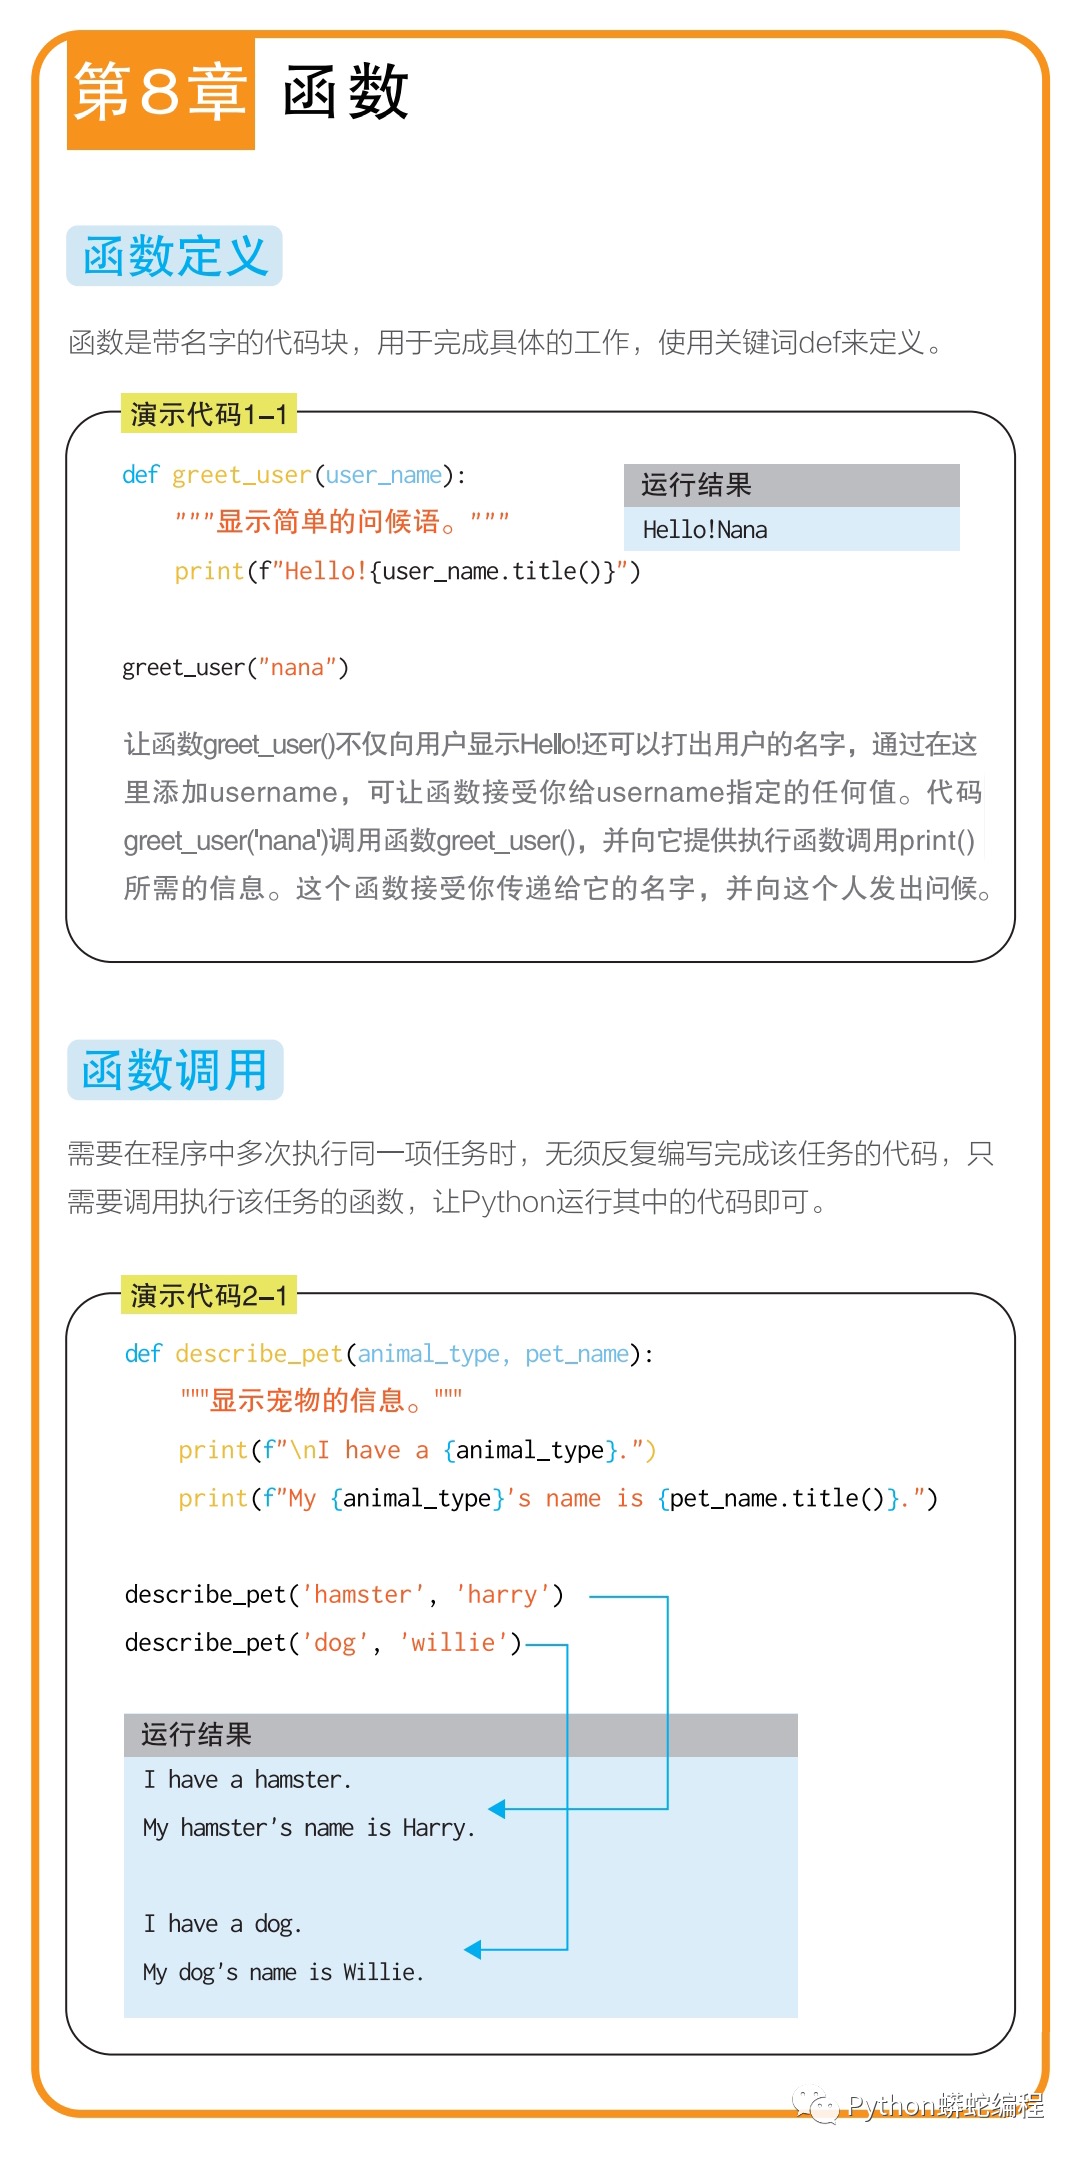 第8章 函数
函数定义
函数是带名字的代码块，用于完成具体的工作，使用关键词def来定义。
演示代码1-1
def greet_user(user_name):
"""显示简单的问候语。"""
print(f"Hello!{user_name.title()}")
greet_user("nana")
运行结果
Hello!Nana
让函数greet_user()不仅向用户显示Hello!还可以打出用户的名字，通过在这
里添加username，可让函数接受你给username指定的任何值。代码
greet_user('nana')调用函数greet_user()，并向它提供执行函数调用print()
所需的信息。这个函数接受你传递给它的名字，并向这个人发出问候。
函数调用
需要在程序中多次执行同一项任务时，无须反复编写完成该任务的代码，只
需要调用执行该任务的函数，让Python运行其中的代码即可。
演示代码2-1
def describe_pet(animal_type, pet_name):
"""显示宠物的信息。"""
print(f"\nI have a {animal_type}.")
print(f"My {animal_type}'s name is {pet_name.title()}.")
describe_pet('hamster', 'harry')
describe_pet('dog', 'willie')
运行结果
I have a hamster.
My hamster's name is Harry.
I have a dog.
My dog's name is Willie.
Python蟒蛇编程